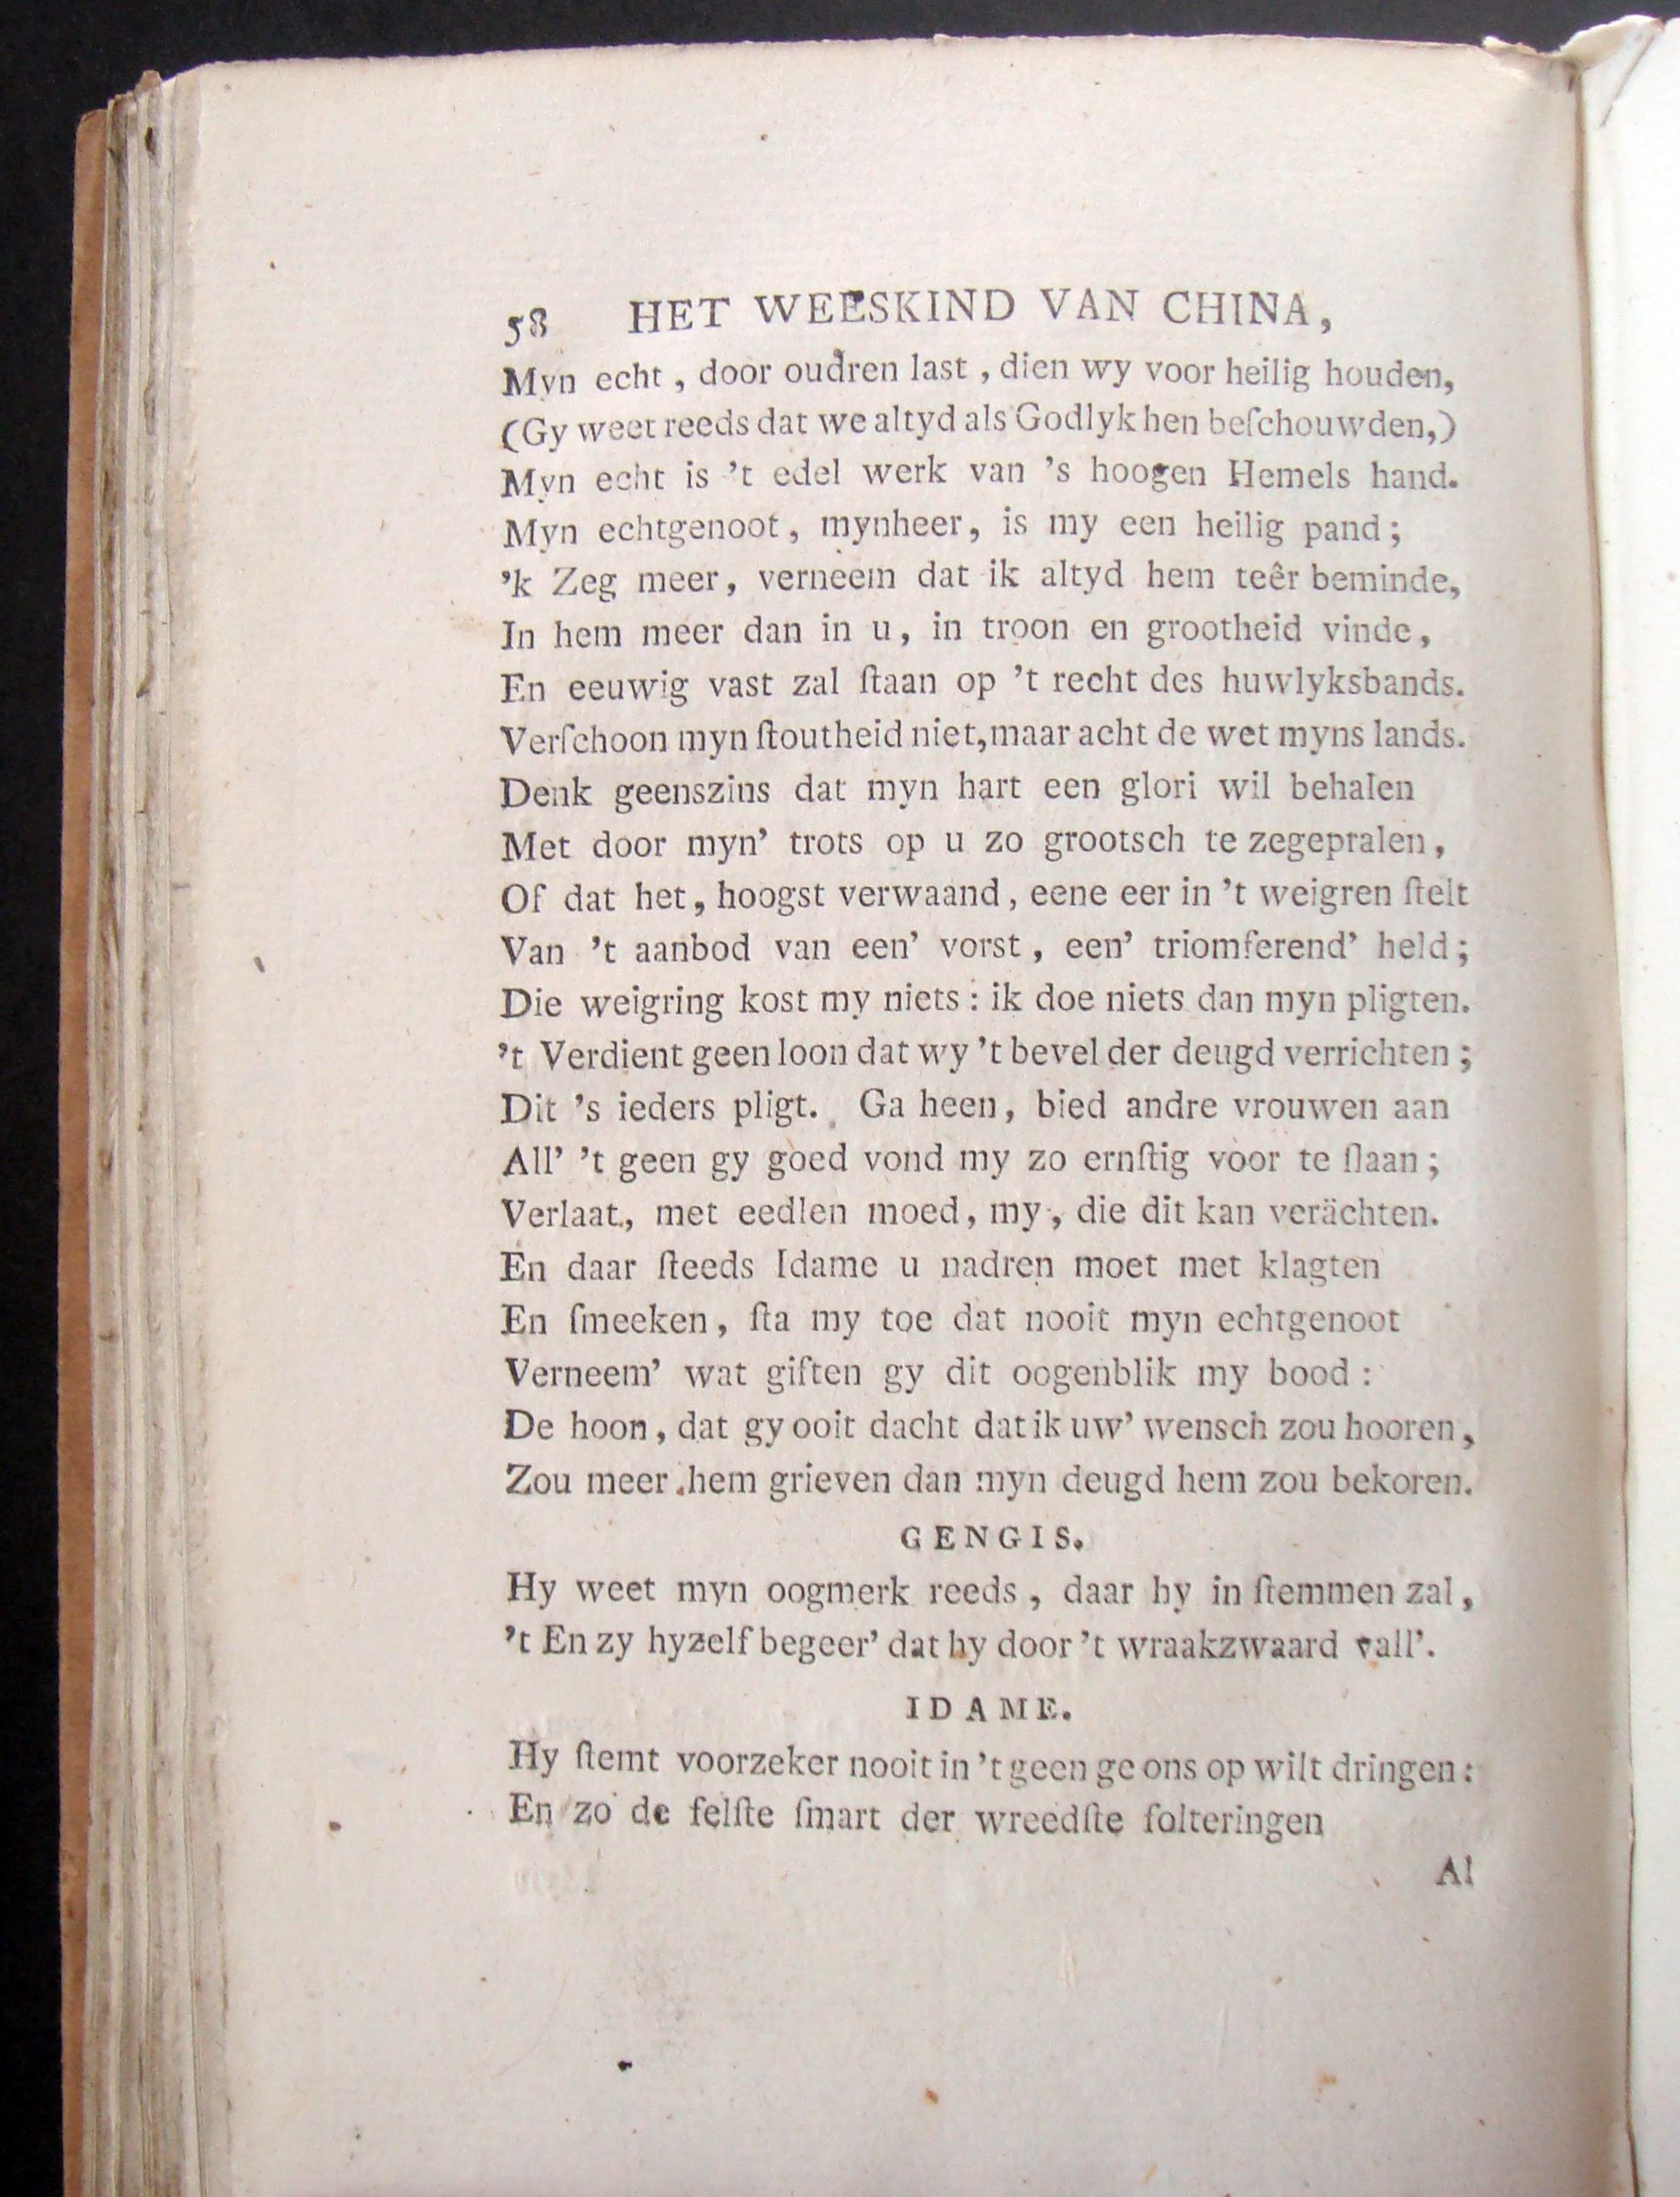 58 HET WEESKIND VAN CHINA,
Myn echt, door oudren last, dien wy voor heilig houden,
(Gy weet reeds dat we altyd als Godlyk hen beſchouwden,)
Myn echt is 't edel werk van 's hoogen Hemels hand.
Myn echtgenoot, mynheer, is my een heilig pand;
'k Zeg meer, verneem dat ik altyd hem teêr beminde,
In hem meer dan in u, in troon en grootheid vinde,
En eeuwig vast zal ſtaan op 't recht des huwlyksbands.
Verſchoon myn ſtoutheid niet, maar acht de wet myns lands.
Denk geenszins dat myn hart een glori wil behalen
Met door myn' trots op u zo grootsch te zegepralen,
Of dat het, hoogst verwaand, eene eer in 't weigren ſtelt
Van 't aanbod van een' vorst, een' triomferend' held;
Die weigring kost my niets: ik doe niets dan myn pligten.
't Verdient geen loon dat wy 't bevel der deugd verrichten;
Dit 's ieders pligt. Ga heen, bied andre vrouwen aan
All' 't geen gy goed vond my zo ernſtig voor te ſlaan;
Verlaat, met eedlen moed, my, die dit kan verächten.
En daar ſteeds Idame u nadren moet met klagten
En ſmeeken, ſta my toe dat nooit myn echtgenoot
Verneem' wat giften gy dit oogenblik my bood:
De hoon, dat gy ooit dacht dat ik uw' wensch zou hooren,
Zou meer hem grieven dan myn deugd hem zou bekoren.
GENGIS.
Hy weet myn oogmerk reeds, daar hy in ſtemmen zal,
't En zy hyzelf begeer' dat hy door 't wraakzwaard vall'.
IDAME.
Hy ſtemt voorzeker nooit in 't geen ge ons op wilt dringen:
En zo de felſte ſmart der wreedſte folteringen
Al